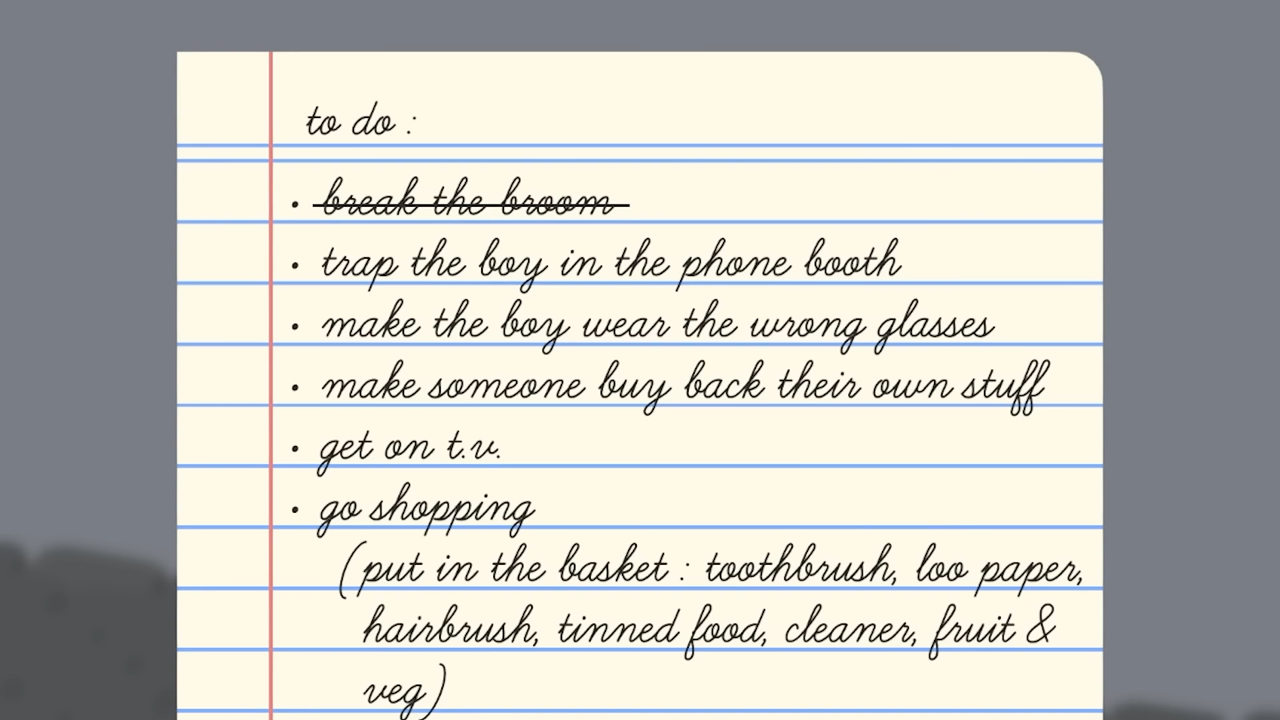 to do :
• break the broom
• trap the boy in the phone booth
• make the boy wear the wrong glasses
• make someone buy back their own stuff
• get on t.v.
• go shopping
(put in the basket : toothbrush, loo paper,
hairbrush, tinned food, cleaner, fruit &
veg)